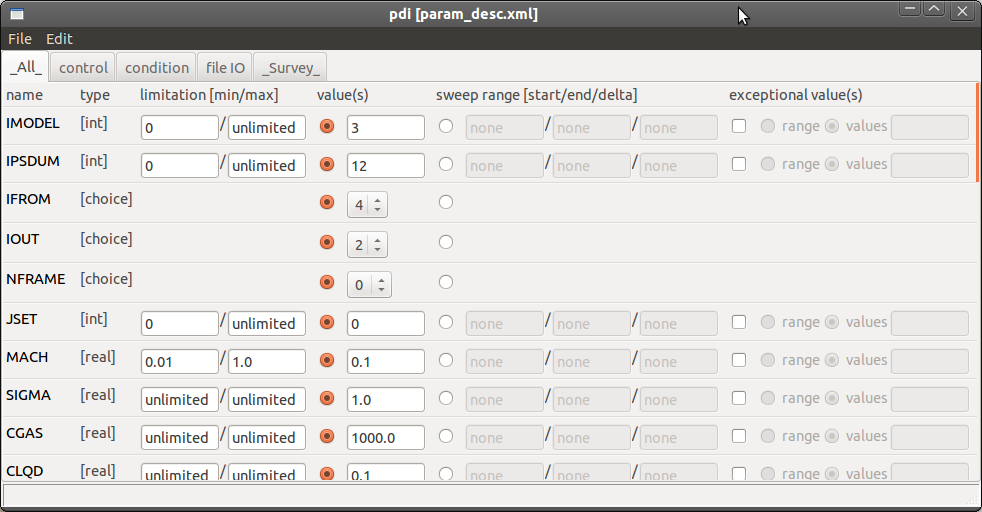 pdi [param_desc.xml]
File Edit
_All_ control condition file IO _Survey_
name type limitation [min/max] value(s) sweep range [start/end/delta] exceptional value(s)
IMODEL [int] 0 / unlimited 3 none / none / none range values
IPSDUM [int] 0 / unlimited 12 none / none / none range values
IFROM [choice] 4
IOUT [choice] 2
NFRAME [choice] 0
JSET [int] 0 / unlimited 0 none / none / none range values
MACH [real] 0.01 / 1.0 0.1 none / none / none range values
SIGMA [real] unlimited / unlimited 1.0 none / none / none range values
CGAS [real] unlimited / unlimited 1000.0 none / none / none range values
CLQD [real] unlimited / unlimited 0.1 none / none / none range values